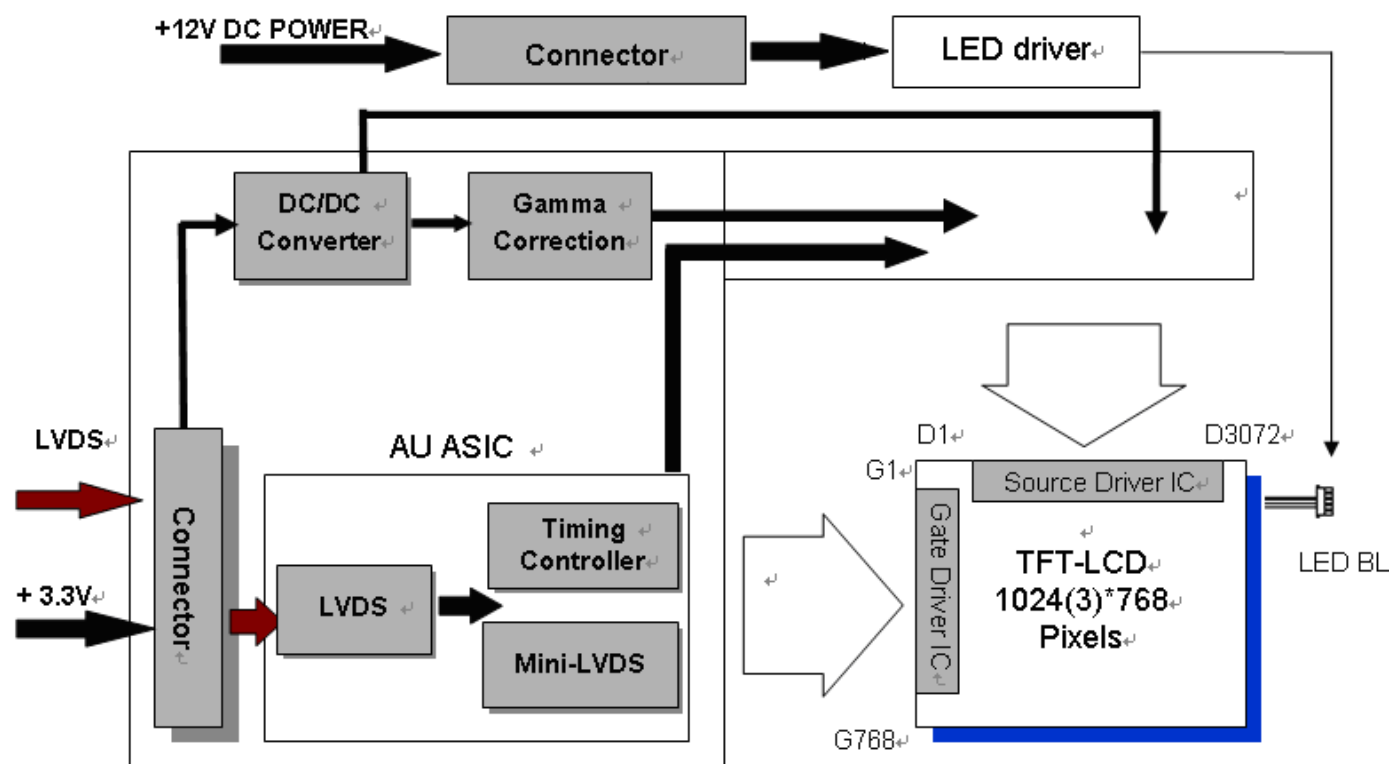 +12V DC POWER
Connector
LED driver
DC/DC
Converter
Gamma
Correction
LVDS
+ 3.3V
Connector
AU ASIC
LVDS
Timing
Controller
Mini-LVDS
D1
D3072
G1
G768
Source Driver IC
Gate Driver IC
TFT-LCD
1024(3)*768
Pixels
LED BL